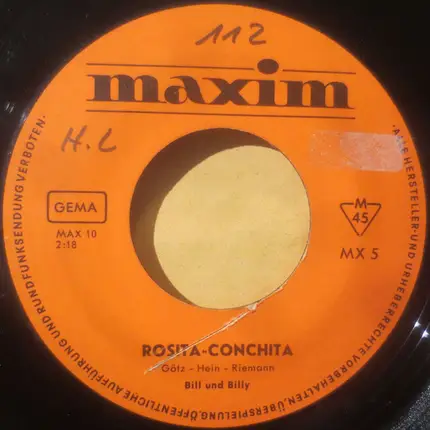 112
maxim
H. L
GEMA
MAX 10
2:18
M
45
MX 5
ROSITA-CONCHITA
Götz - Hein - Riemann
Bill und Billy
ALLE HERSTELLER- UND URHEBERRECHTE VORBEHALTEN. ÜBERSPIELUNG, ÖFFENTLICHE AUFFÜHRUNG UND RUNDFUNKSENDUNG VERBOTEN